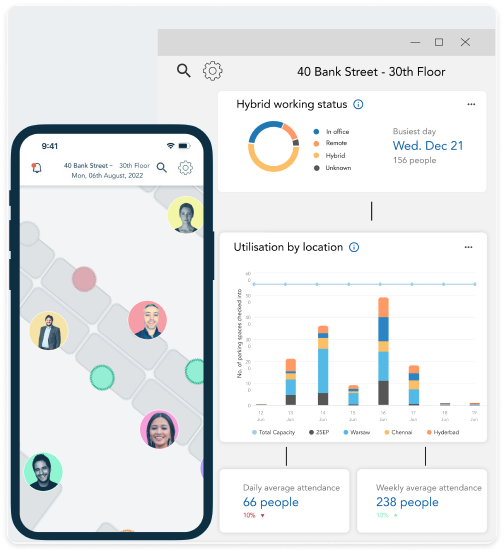 40 Bank Street - 30th Floor
Hybrid working status
In office
Remote
Hybrid
Unknown
Busiest day
Wed. Dec 21
156 people
9:41
40 Bank Street - 30th Floor
Mon, 06th August, 2022
Utilisation by location
No. of parking spaces checked into
12 Jun
13 Jun
14 Jun
15 Jun
16 Jun
17 Jun
18 Jun
19 Jun
Total Capacity
25EP
Warsaw
Chennai
Hyderbad
Daily average attendance
66 people
10%
Weekly average attendance
238 people
10%